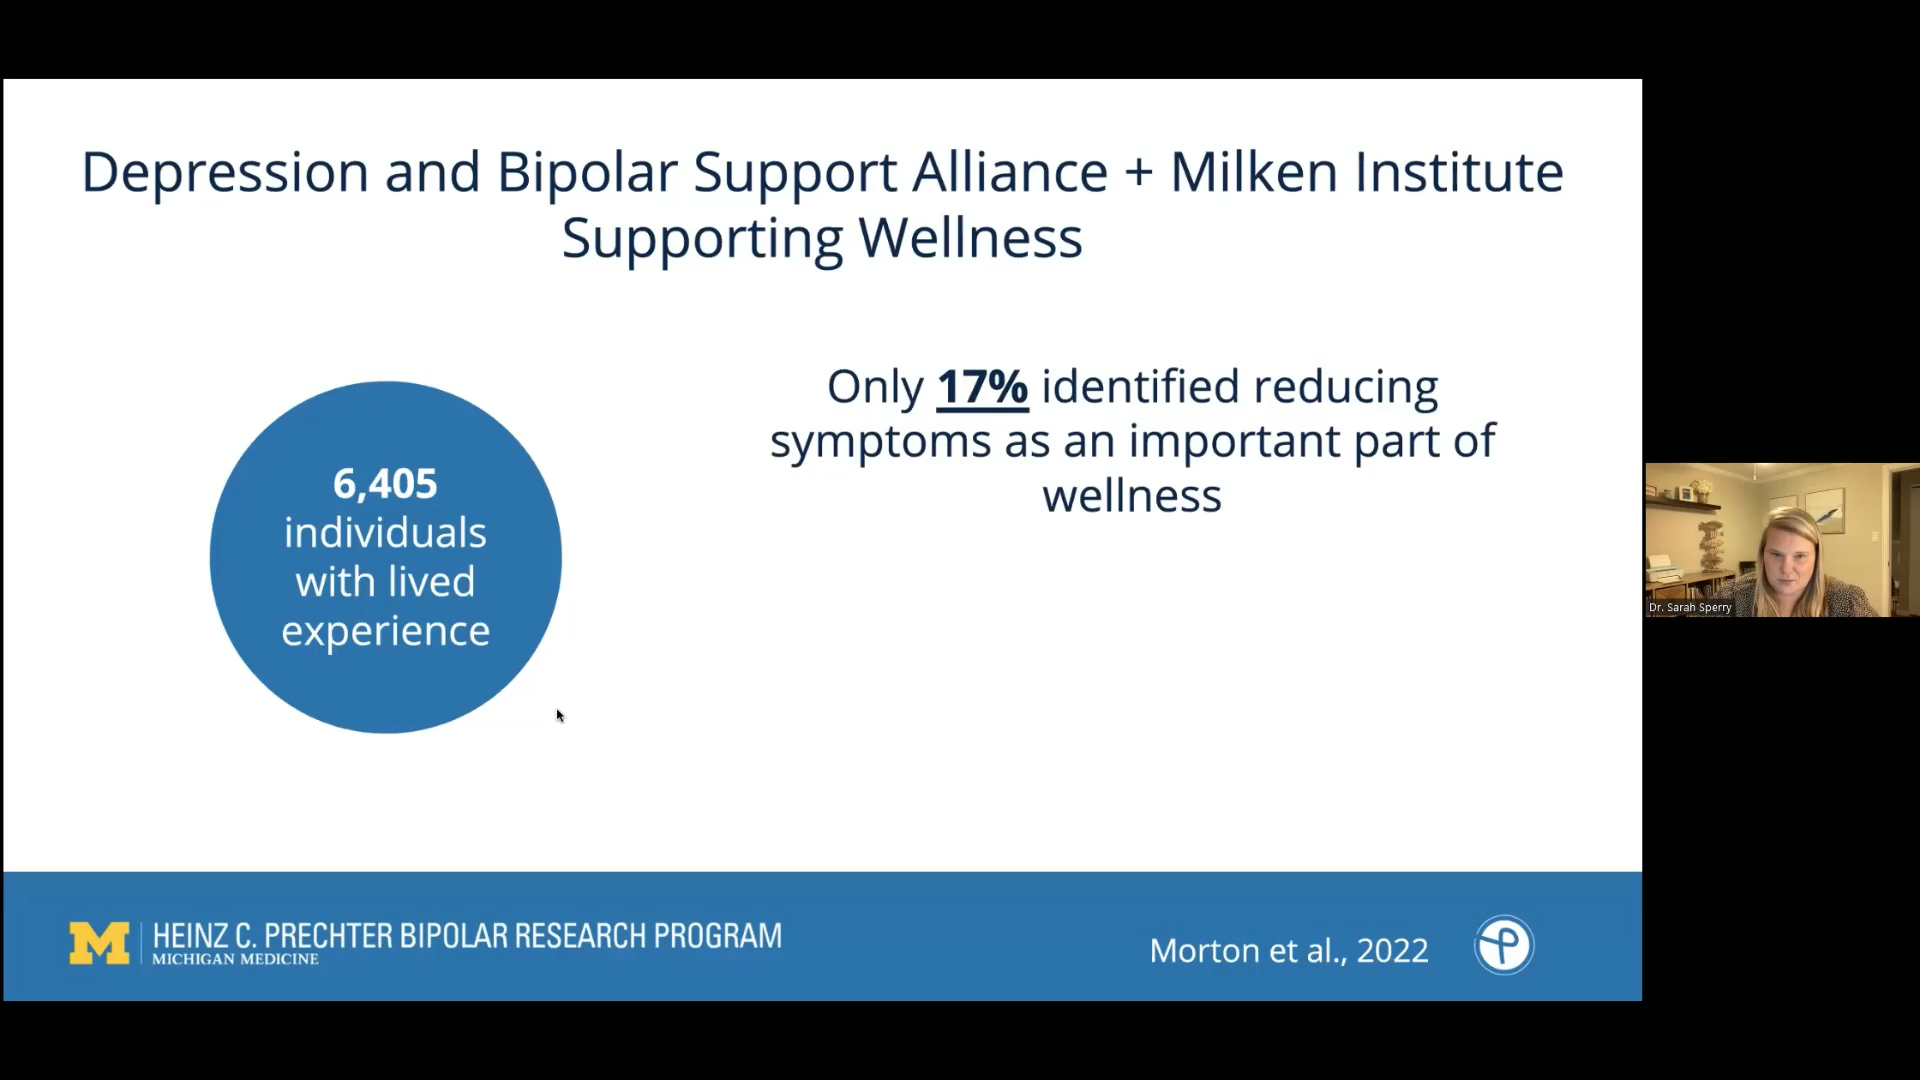 Depression and Bipolar Support Alliance + Milken Institute
Supporting Wellness
Only 17% identified reducing
symptoms as an important part of
wellness
6,405
individuals
with lived
experience
Dr. Sarah Sperry
M
HEINZ C. PRECHTER BIPOLAR RESEARCH PROGRAM
MICHIGAN MEDICINE
Morton et al., 2022
P